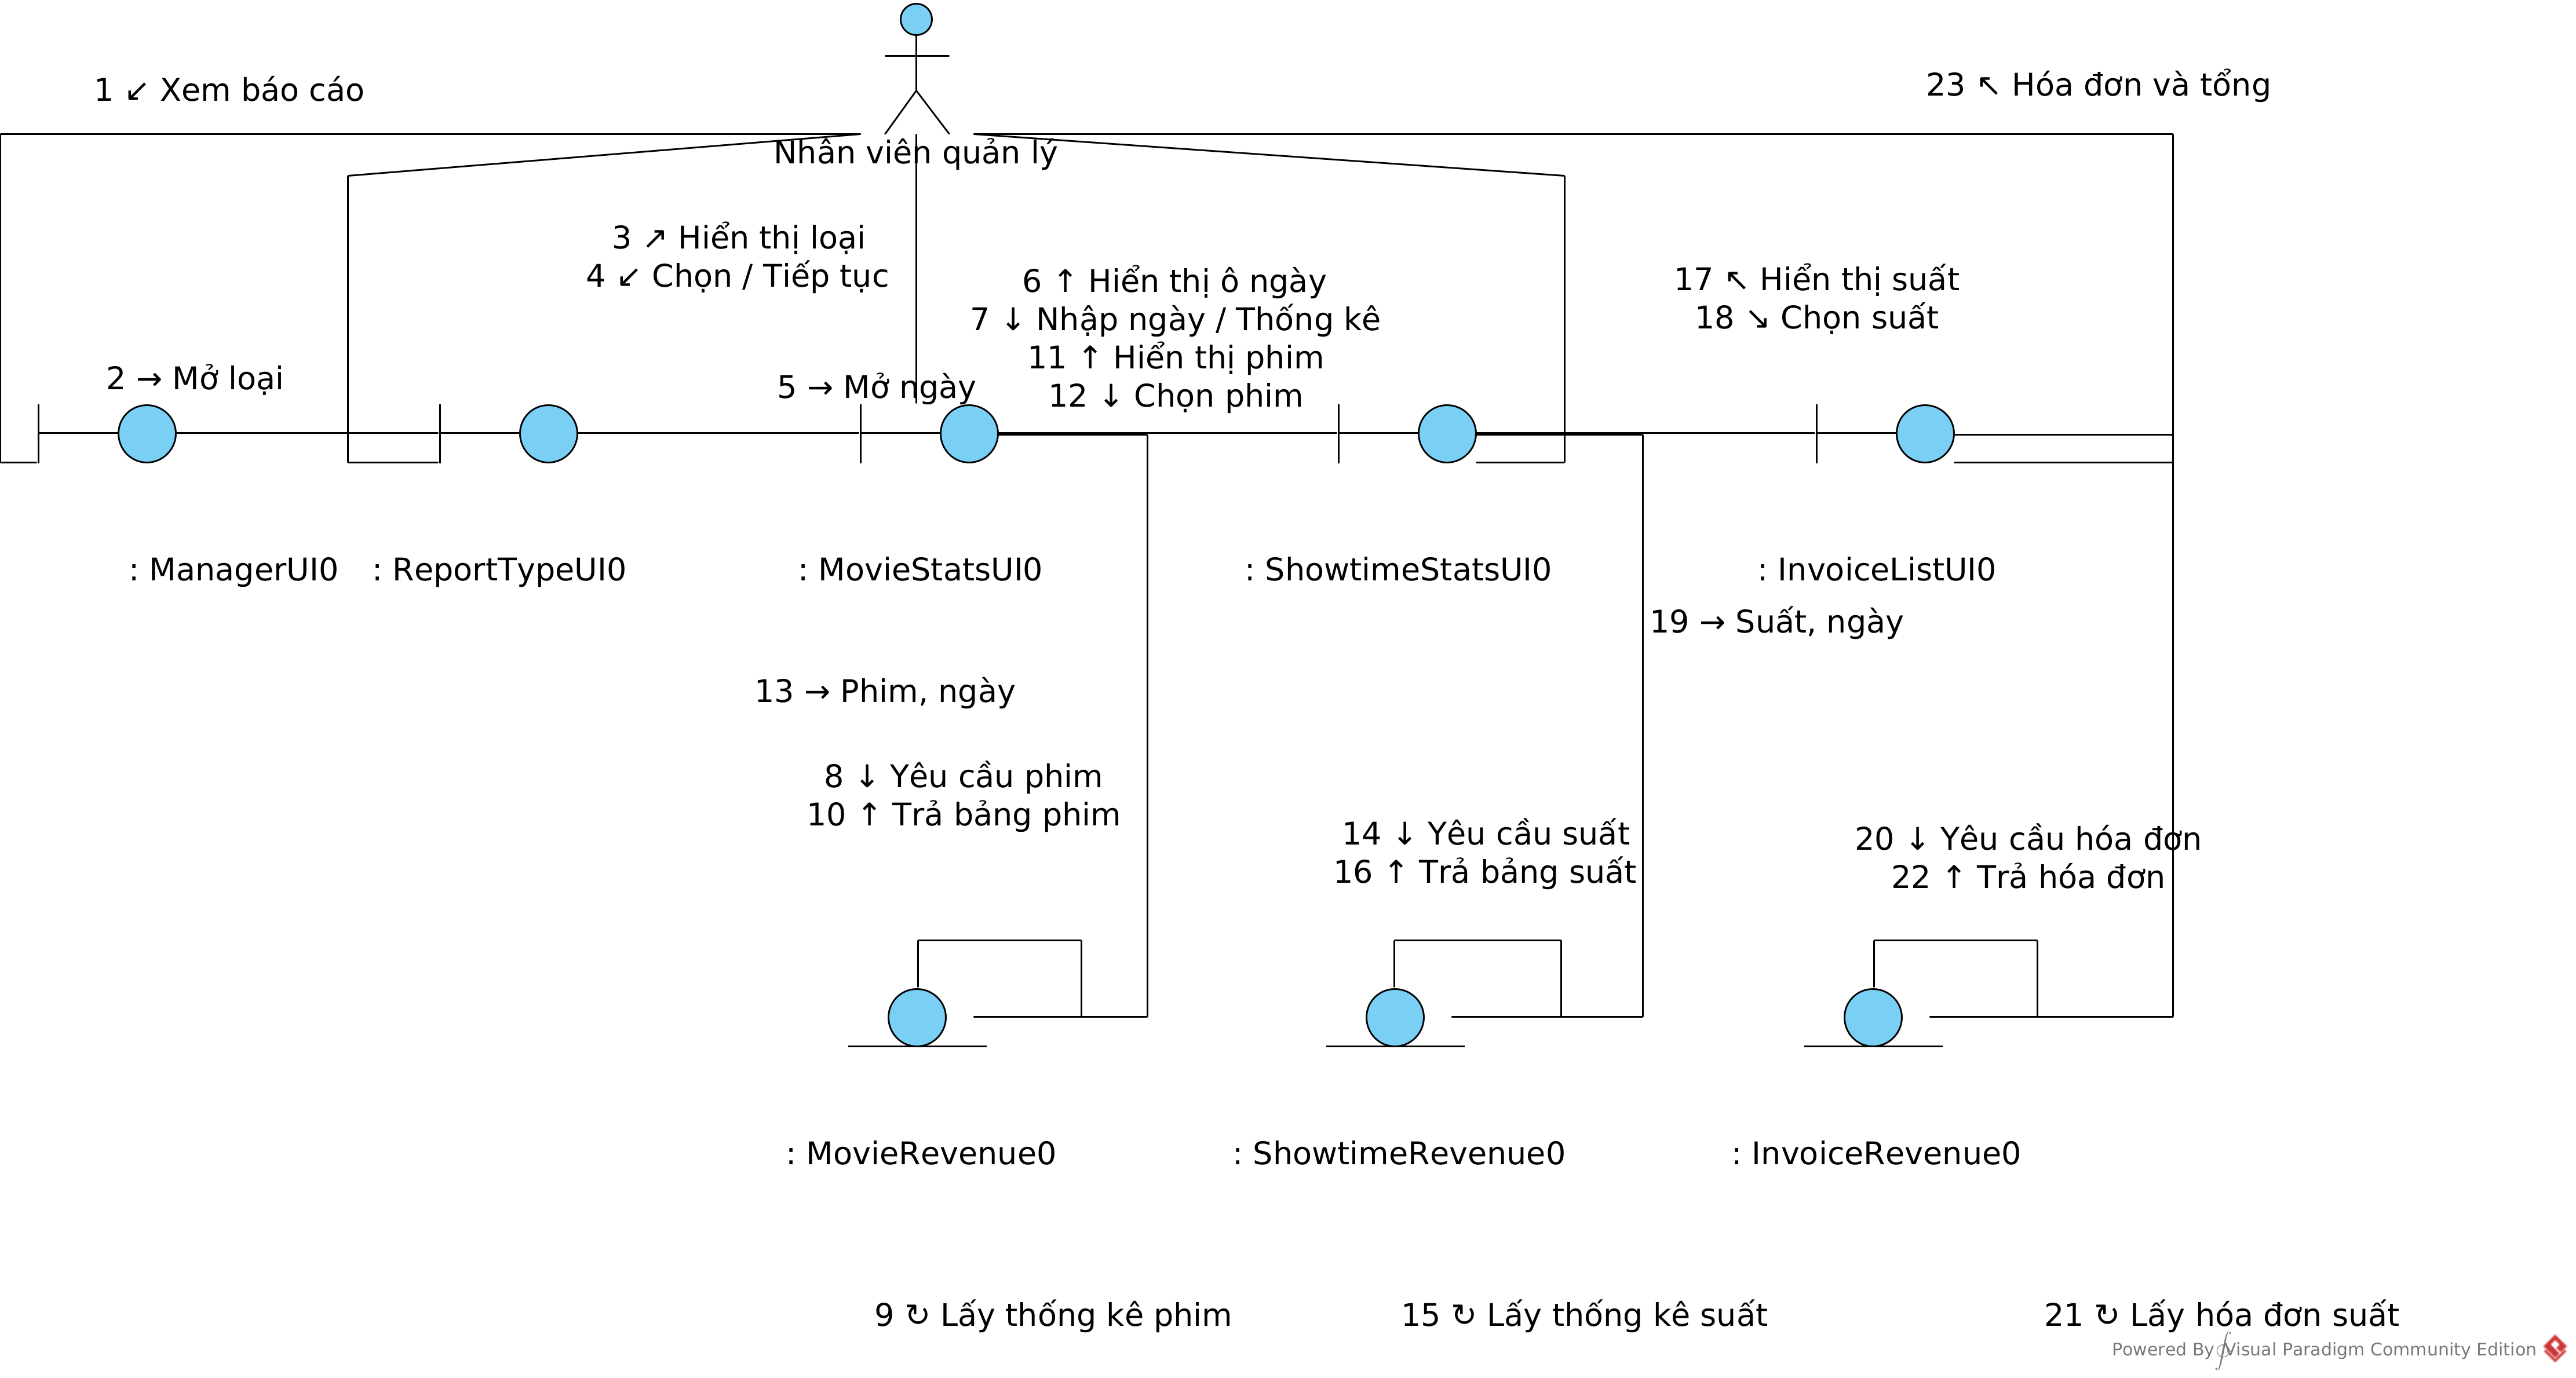 1 ↙ Xem báo cáo
23 ↖ Hóa đơn và tổng
Nhân viên quản lý
3 ↗ Hiển thị loại
4 ↙ Chọn / Tiếp tục
6 ↑ Hiển thị ô ngày
7 ↓ Nhập ngày / Thống kê
11 ↑ Hiển thị phim
12 ↓ Chọn phim
17 ↖ Hiển thị suất
18 ↘ Chọn suất
2 → Mở loại
5 → Mở ngày
: ManagerUI0
: ReportTypeUI0
: MovieStatsUI0
: ShowtimeStatsUI0
: InvoiceListUI0
19 → Suất, ngày
13 → Phim, ngày
8 ↓ Yêu cầu phim
10 ↑ Trả bảng phim
14 ↓ Yêu cầu suất
16 ↑ Trả bảng suất
20 ↓ Yêu cầu hóa đơn
22 ↑ Trả hóa đơn
: MovieRevenue0
: ShowtimeRevenue0
: InvoiceRevenue0
9 ↻ Lấy thống kê phim
15 ↻ Lấy thống kê suất
21 ↻ Lấy hóa đơn suất
Powered By Visual Paradigm Community Edition